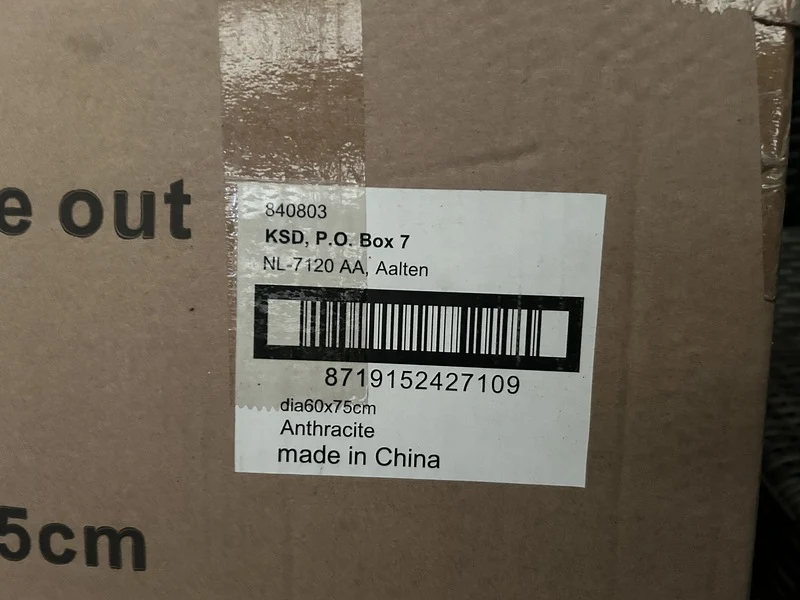 e out
840803
KSD, P.O. Box 7
NL-7120 AA, Aalten
8719152427109
dia60x75cm
Anthracite
made in China
5cm